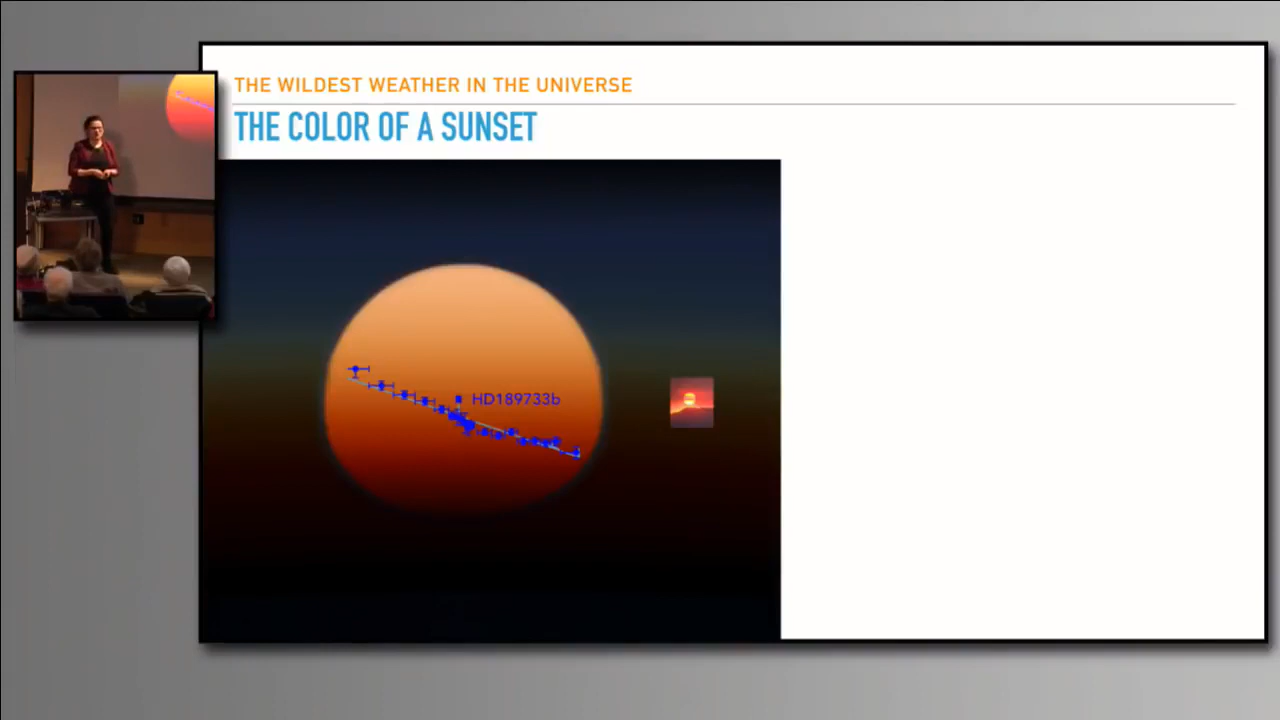 THE WILDEST WEATHER IN THE UNIVERSE
THE COLOR OF A SUNSET
HD189733b